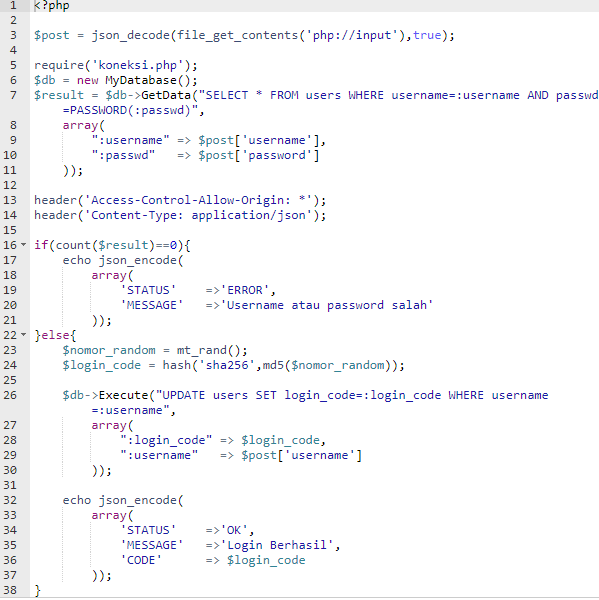 1 <?php
2
3 $post = json_decode(file_get_contents('php://input'),true);
4
5 require('koneksi.php');
6 $db = new MyDatabase();
7 $result = $db->GetData("SELECT * FROM users WHERE username=:username AND passwd
=PASSWORD(:passwd)",
8 array(
9 ":username" => $post['username'],
10 ":passwd" => $post['password']
11 ));
12
13 header('Access-Control-Allow-Origin: *');
14 header('Content-Type: application/json');
15
16 if(count($result)==0){
17 echo json_encode(
18 array(
19 'STATUS' =>'ERROR',
20 'MESSAGE' =>'Username atau password salah'
21 ));
22 }else{
23 $nomor_random = mt_rand();
24 $login_code = hash('sha256',md5($nomor_random));
25
26 $db->Execute("UPDATE users SET login_code=:login_code WHERE username
=:username",
27 array(
28 ":login_code" => $login_code,
29 ":username" => $post['username']
30 ));
31
32 echo json_encode(
33 array(
34 'STATUS' =>'OK',
35 'MESSAGE' =>'Login Berhasil',
36 'CODE' => $login_code
37 ));
38 }